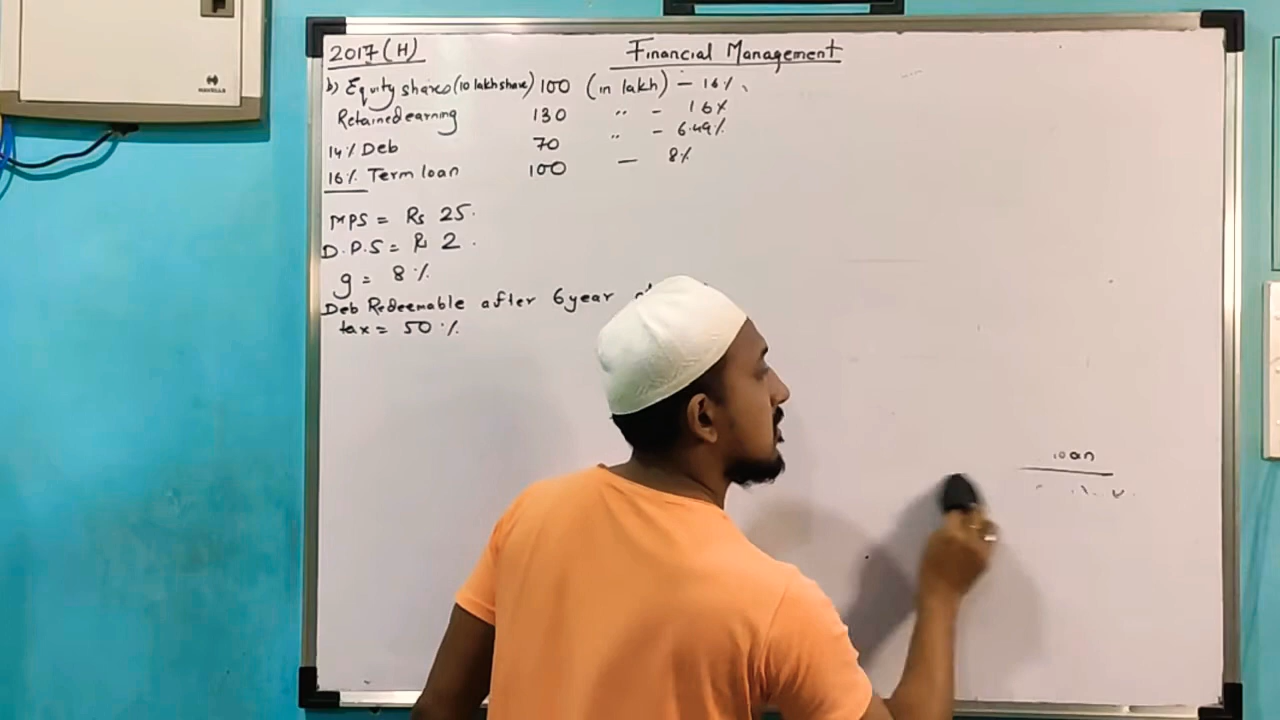 HAVELLS
2017 (H) Financial Management
b) Equity shares (10 lakh share) 100 (in lakh) - 16%
Retained earning 130 " - 16%
14% Deb 70 " - 6.49%
16% Term loan 100 - 8%
MPS = Rs 25.
D.P.S = Rs 2.
g = 8%
Deb Redeemable after 6 year
tax = 50%
loan